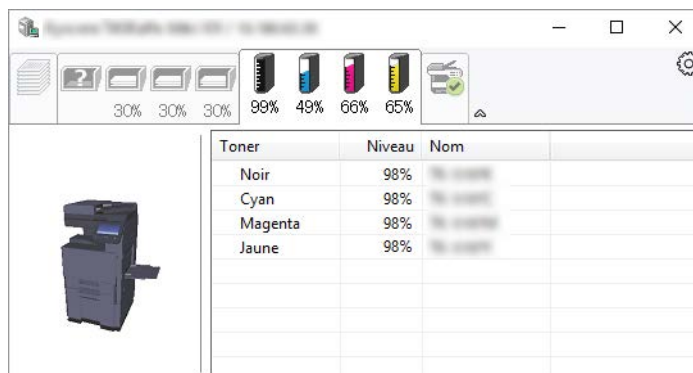 30% 30% 30% 99% 49% 66% 65%
Toner Niveau Nom
Noir 98%
Cyan 98%
Magenta 98%
Jaune 98%